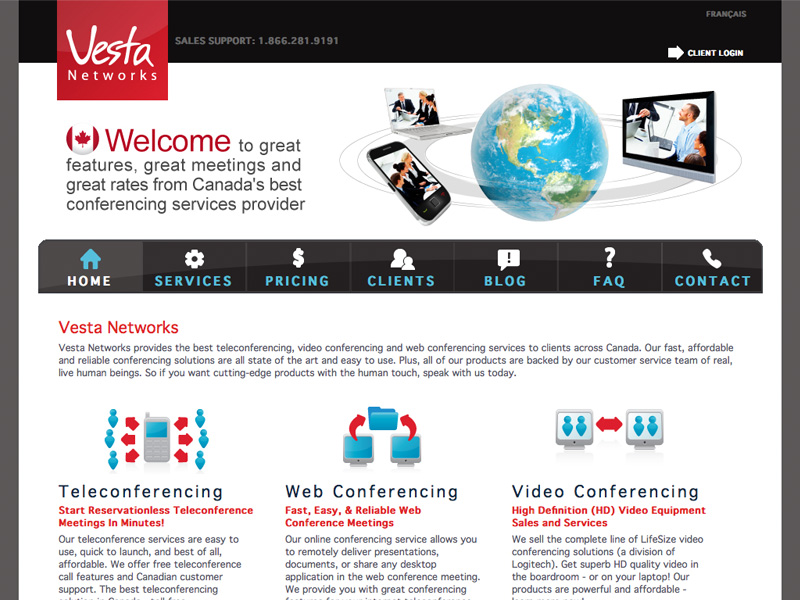 FRANÇAIS
Vesta
Networks
SALES SUPPORT: 1.866.281.9191
CLIENT LOGIN
Welcome to great
features, great meetings and
great rates from Canada's best
conferencing services provider
HOME SERVICES PRICING CLIENTS BLOG FAQ CONTACT
Vesta Networks
Vesta Networks provides the best teleconferencing, video conferencing and web conferencing services to clients across Canada. Our fast, affordable
and reliable conferencing solutions are all state of the art and easy to use. Plus, all of our products are backed by our customer service team of real,
live human beings. So if you want cutting-edge products with the human touch, speak with us today.
Teleconferencing
Start Reservationless Teleconference
Meetings In Minutes!
Our teleconference services are easy to
use, quick to launch, and best of all,
affordable. We offer free teleconference
call features and Canadian customer
support. The best teleconferencing
Web Conferencing
Fast, Easy, & Reliable Web
Conference Meetings
Our online conferencing service allows you
to remotely deliver presentations,
documents, or share any desktop
application in the web conference meeting.
We provide you with great conferencing
Video Conferencing
High Definition (HD) Video Equipment
Sales and Services
We sell the complete line of LifeSize video
conferencing solutions (a division of
Logitech). Get superb HD quality video in
the boardroom - or on your laptop! Our
products are powerful and affordable -